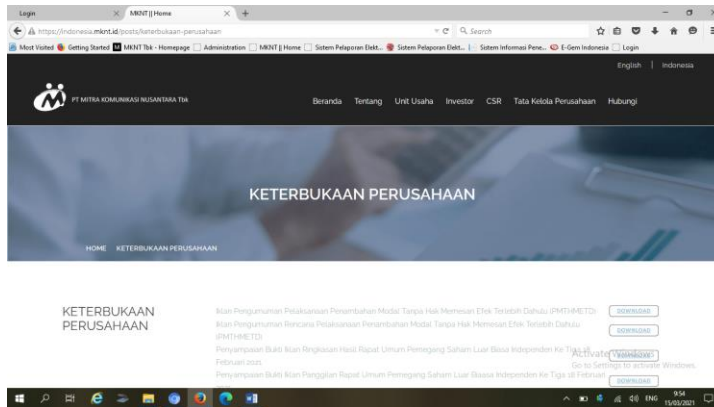 Login
MKNT || Home
https://indonesia.mknt.id/posts/keterbukaan-perusahaan
Search
Most Visited Getting Started MKNT Tbk - Homepage Administration MKNT || Home Sistem Pelaporan Elekt... Sistem Pelaporan Elekt... Sistem Informasi Pene... E-Gem Indonesia Login
English | Indonesia
PT MITRA KOMUNIKASI NUSANTARA Tbk
Beranda Tentang Unit Usaha Investor CSR Tata Kelola Perusahaan Hubungi
KETERBUKAAN PERUSAHAAN
HOME KETERBUKAAN PERUSAHAAN
KETERBUKAAN
PERUSAHAAN
Iklan Pengumuman Pelaksanaan Penambahan Modal Tanpa Hak Memesan Efek Terlebih Dahulu (PMTHMETD)
DOWNLOAD
Iklan Pengumuman Rencana Pelaksanaan Penambahan Modal Tanpa Hak Memesan Efek Terlebih Dahulu
(PMTHMETD)
DOWNLOAD
Penyampaian Bukti Iklan Ringkasan Hasil Rapat Umum Pemegang Saham Luar Biasa Independen Ke Tiga 18
Februari 2021
DOWNLOAD
Penyampaian Bukti Iklan Panggilan Rapat Umum Pemegang Saham Luar Biasa Independen Ke Tiga 18 Februari
DOWNLOAD
Activate Windows
Go to Settings to activate Windows.
ENG
9:54
15/03/2021